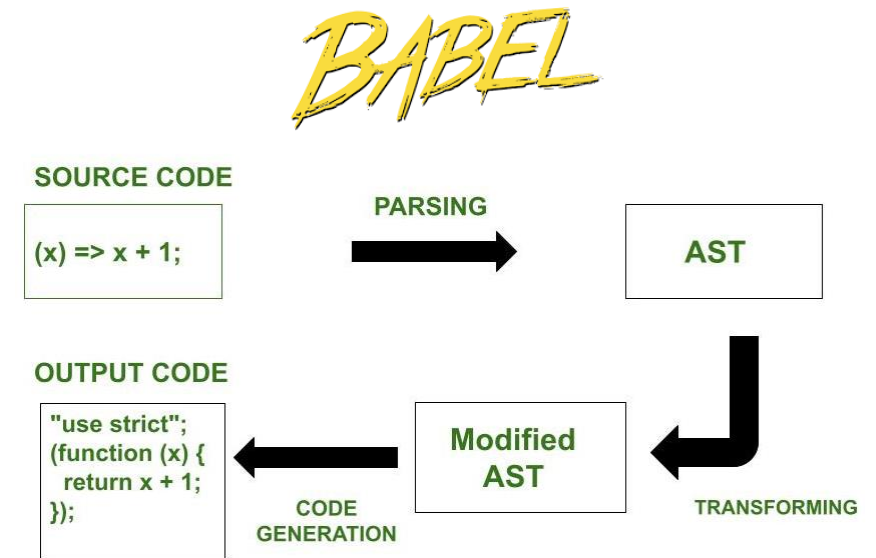 BABEL
SOURCE CODE
(x) => x + 1;
PARSING
AST
TRANSFORMING
Modified
AST
CODE
GENERATION
OUTPUT CODE
"use strict";
(function (x) {
  return x + 1;
});